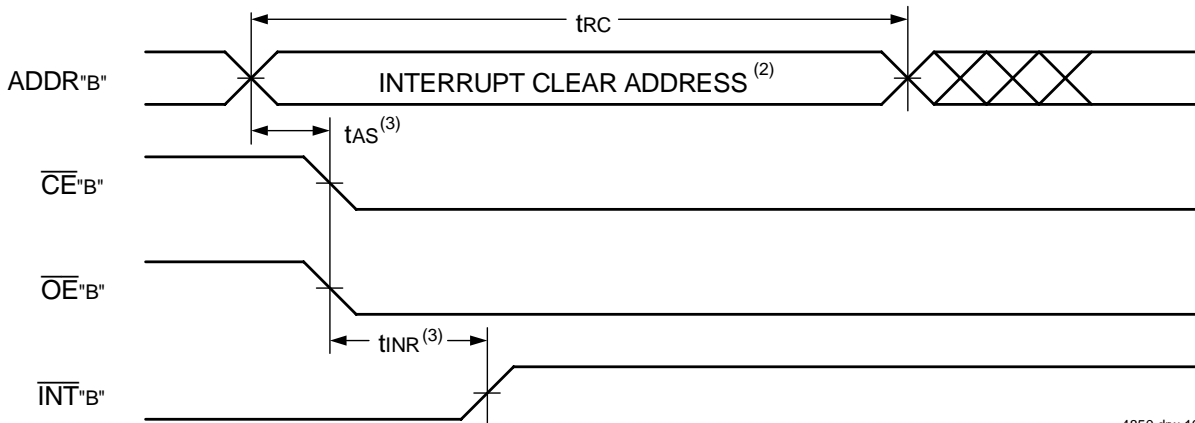 tRC
ADDR"B"
INTERRUPT CLEAR ADDRESS (2)
tAS(3)
CE"B"
OE"B"
tINR(3)
INT"B"